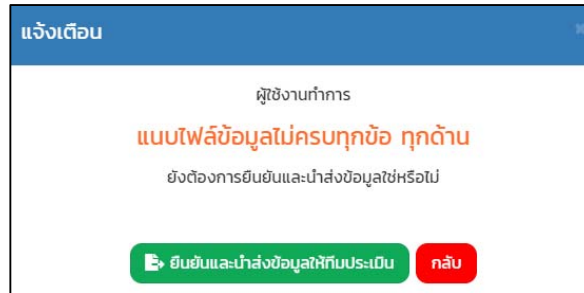 แจ้งเตือน
ผู้ใช้งานทำการ
แนบไฟล์ข้อมูลไม่ครบทุกข้อ ทุกด้าน
ยังต้องการยืนยันและนำส่งข้อมูลใช่หรือไม่
ยืนยันและนำส่งข้อมูลให้ทีมประเมิน กลับ